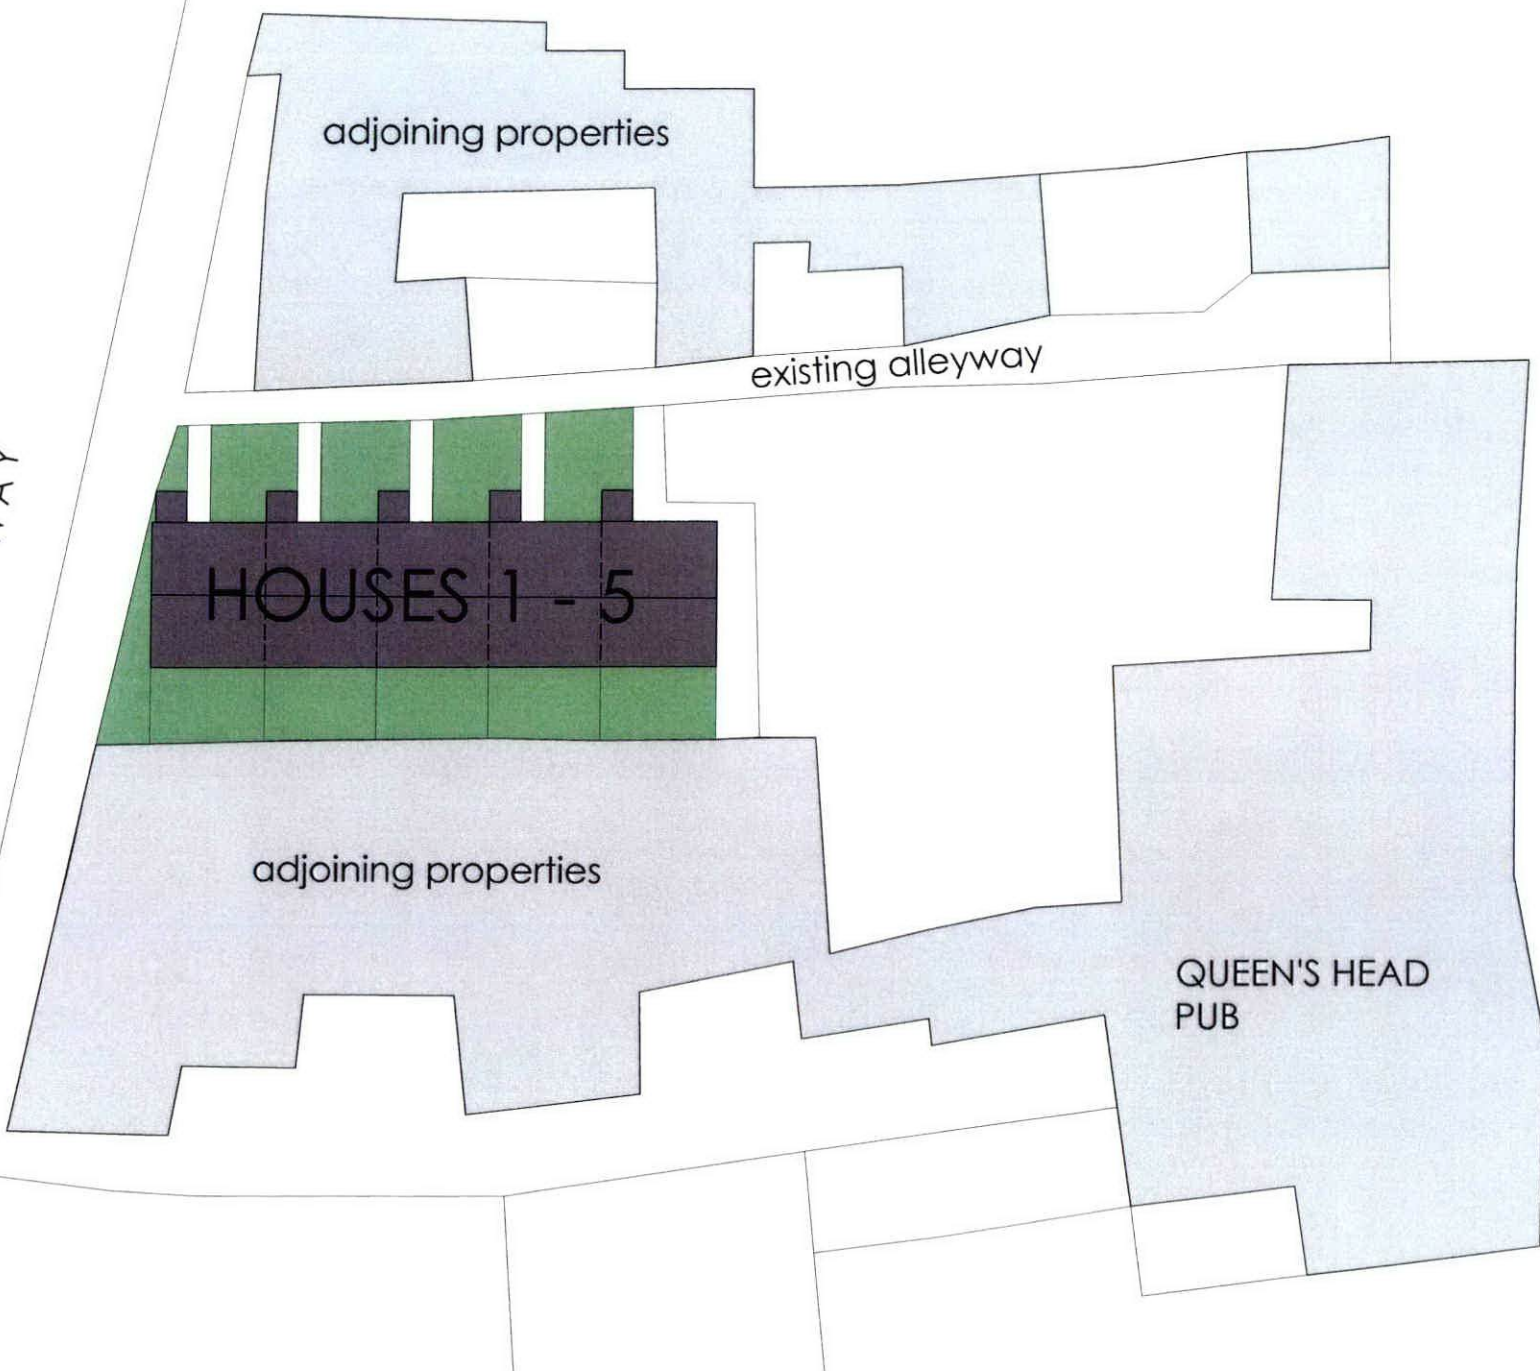 adjoining properties
existing alleyway
HOUSES 1 - 5
adjoining properties
QUEEN'S HEAD
PUB